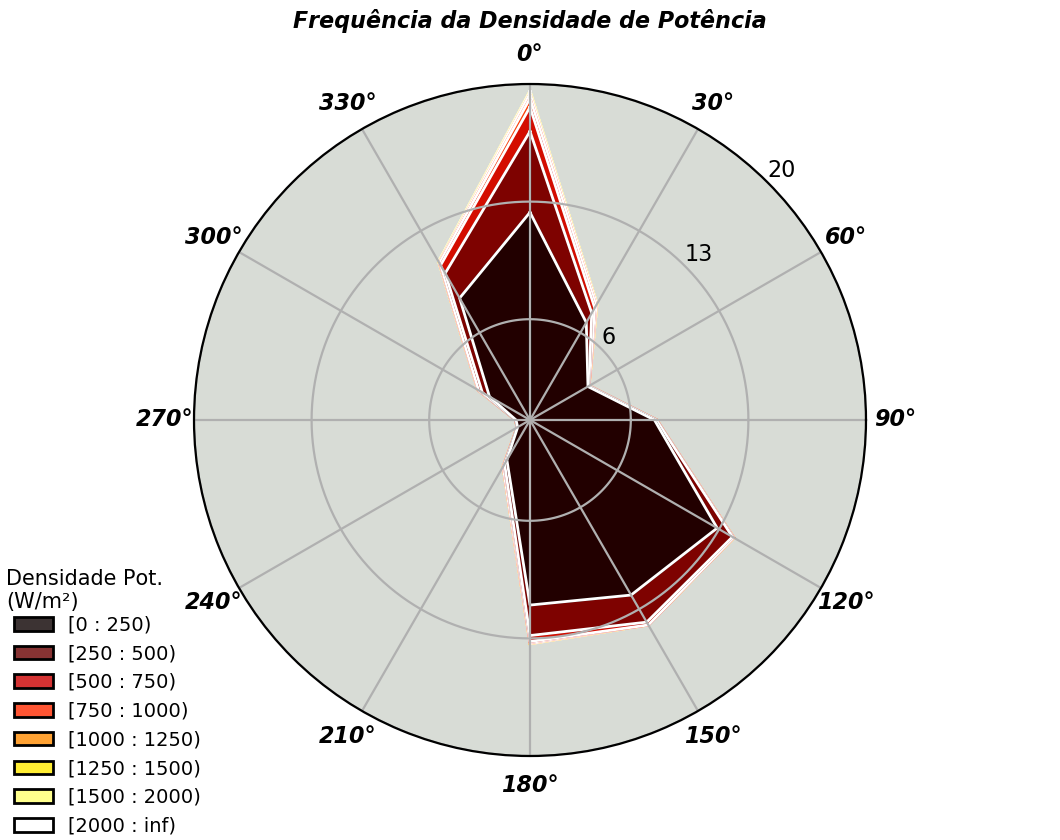 Frequência da Densidade de Potência
0°
330°
30°
20
300°
60°
13
6
270°
90°
Densidade Pot.
(W/m²)
240°
120°
[0 : 250)
[250 : 500)
[500 : 750)
[750 : 1000)
210°
150°
[1000 : 1250)
[1250 : 1500)
180°
[1500 : 2000)
[2000 : inf)